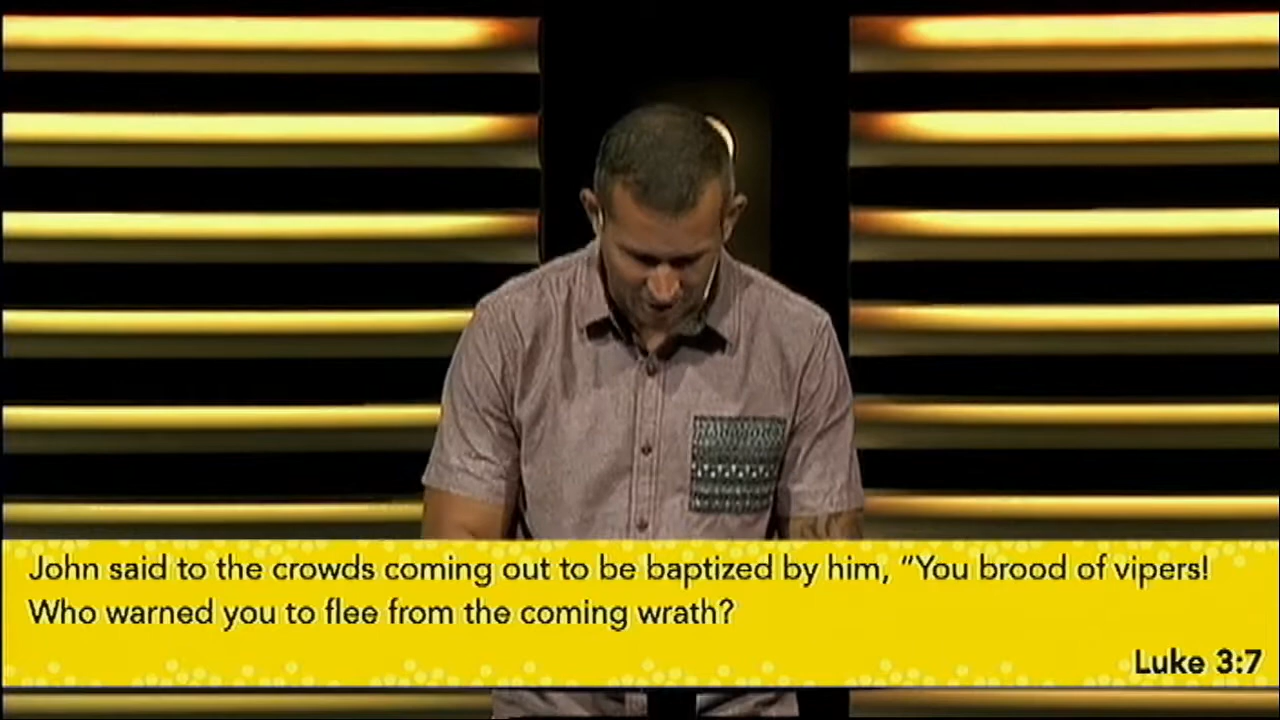 John said to the crowds coming out to be baptized by him, “You brood of vipers!
Who warned you to flee from the coming wrath?
Luke 3:7